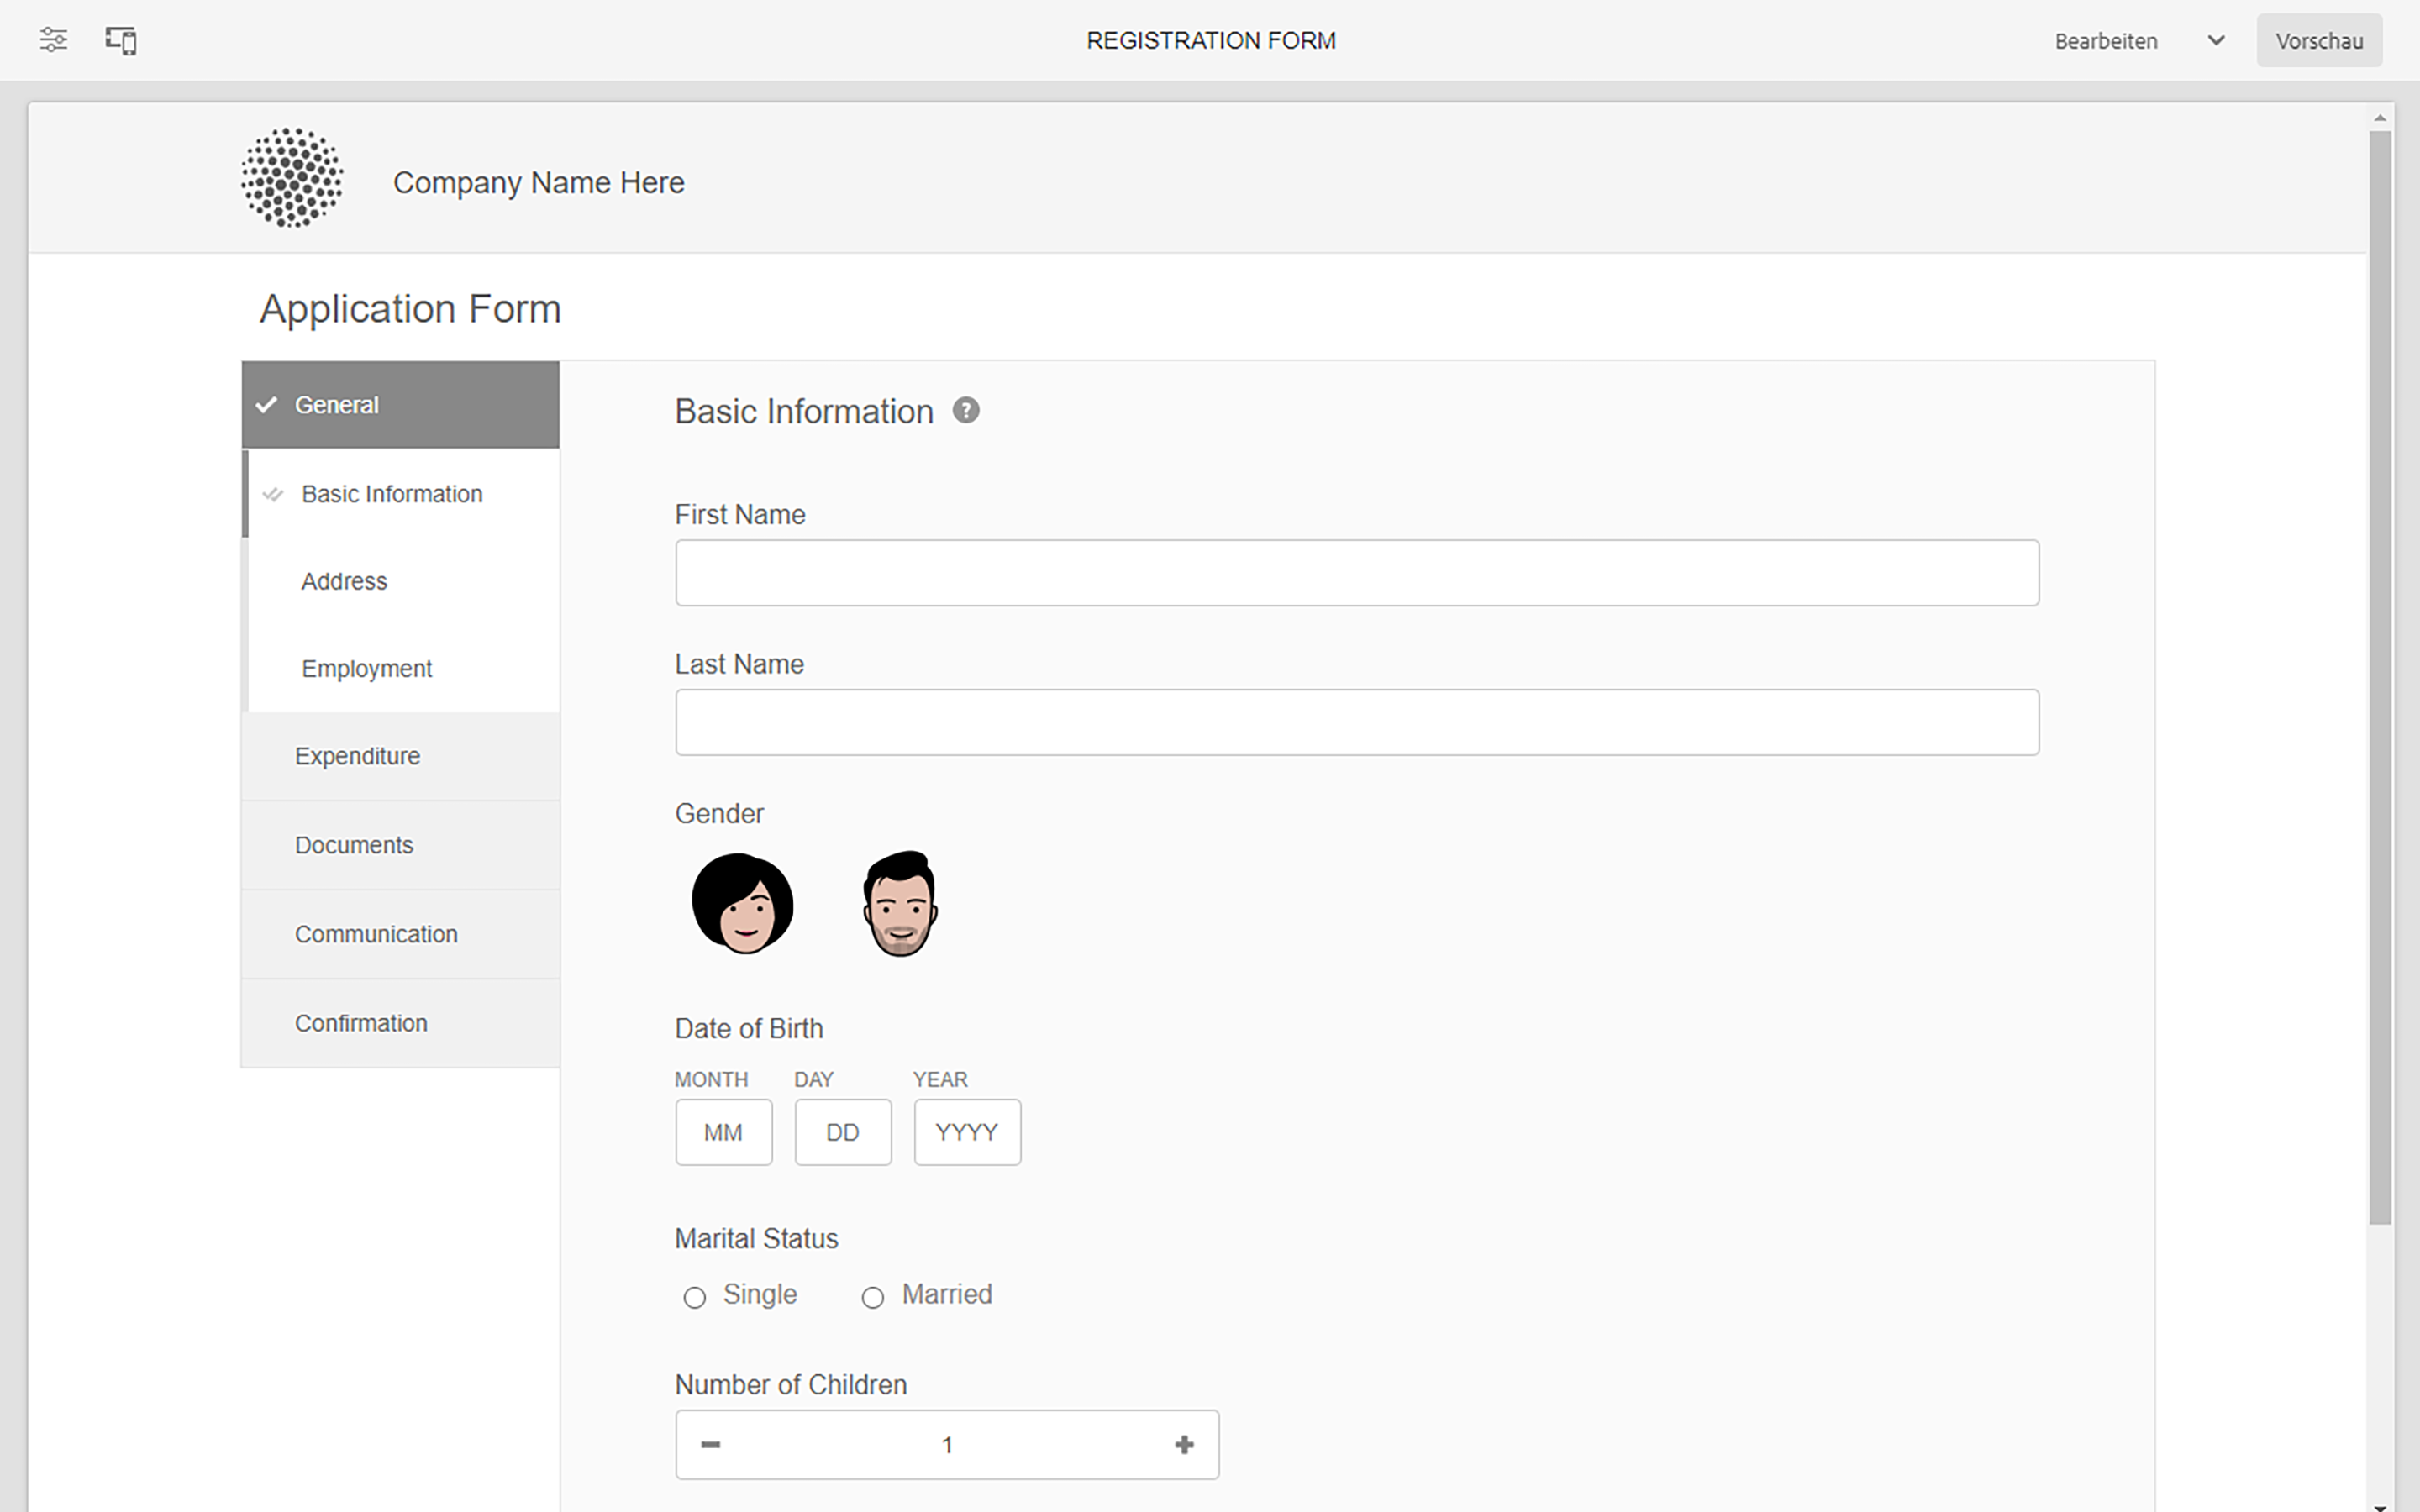 REGISTRATION FORM
Bearbeiten
Vorschau
Company Name Here
Application Form
General
Basic Information
Address
Employment
Expenditure
Documents
Communication
Confirmation
Basic Information ?
First Name
Last Name
Gender
Date of Birth
MONTH DAY YEAR
MM DD YYYY
Marital Status
Single Married
Number of Children
1